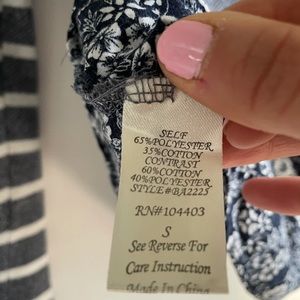 SELF
65%POLYESTER
35%COTTON
CONTRAST
60%COTTON
40%POLYESTER
STYLE#BA2225
RN#104403
S
See Reverse For
Care Instruction
Made In China